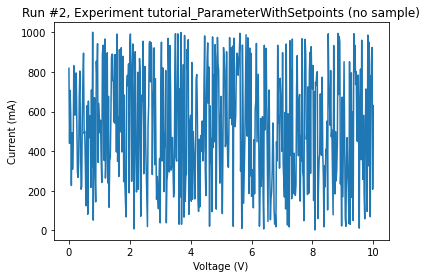 Run #2, Experiment tutorial_ParameterWithSetpoints (no sample)
1000
800
600
400
200
0
Current (mA)
0 2 4 6 8 10
Voltage (V)